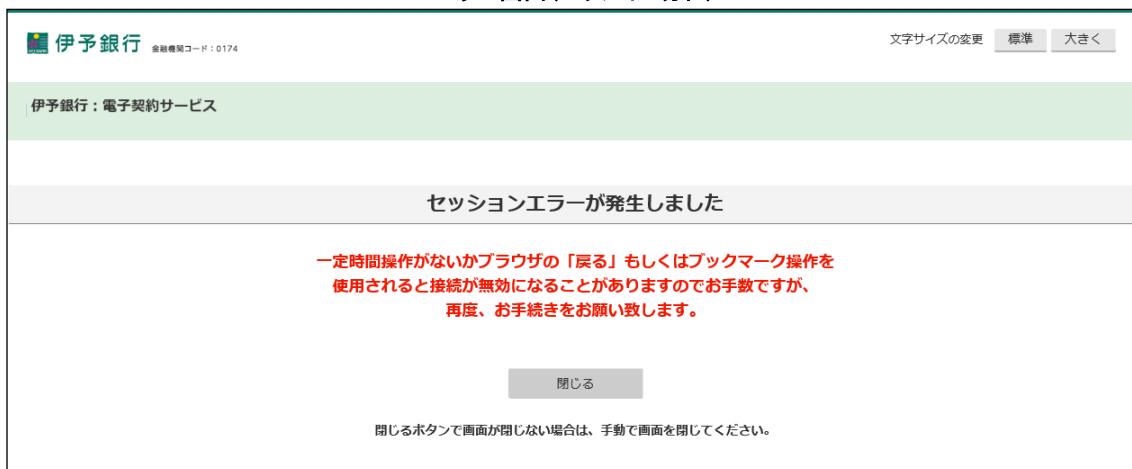 伊予銀行 金融機関コード:0174
文字サイズの変更 標準 大きく
伊予銀行:電子契約サービス
セッションエラーが発生しました
一定時間操作がないかブラウザの「戻る」もしくはブックマーク操作を
使用されると接続が無効になることがありますのでお手数ですが、
再度、お手続きをお願い致します。
閉じる
閉じるボタンで画面が閉じない場合は、手動で画面を閉じてください。